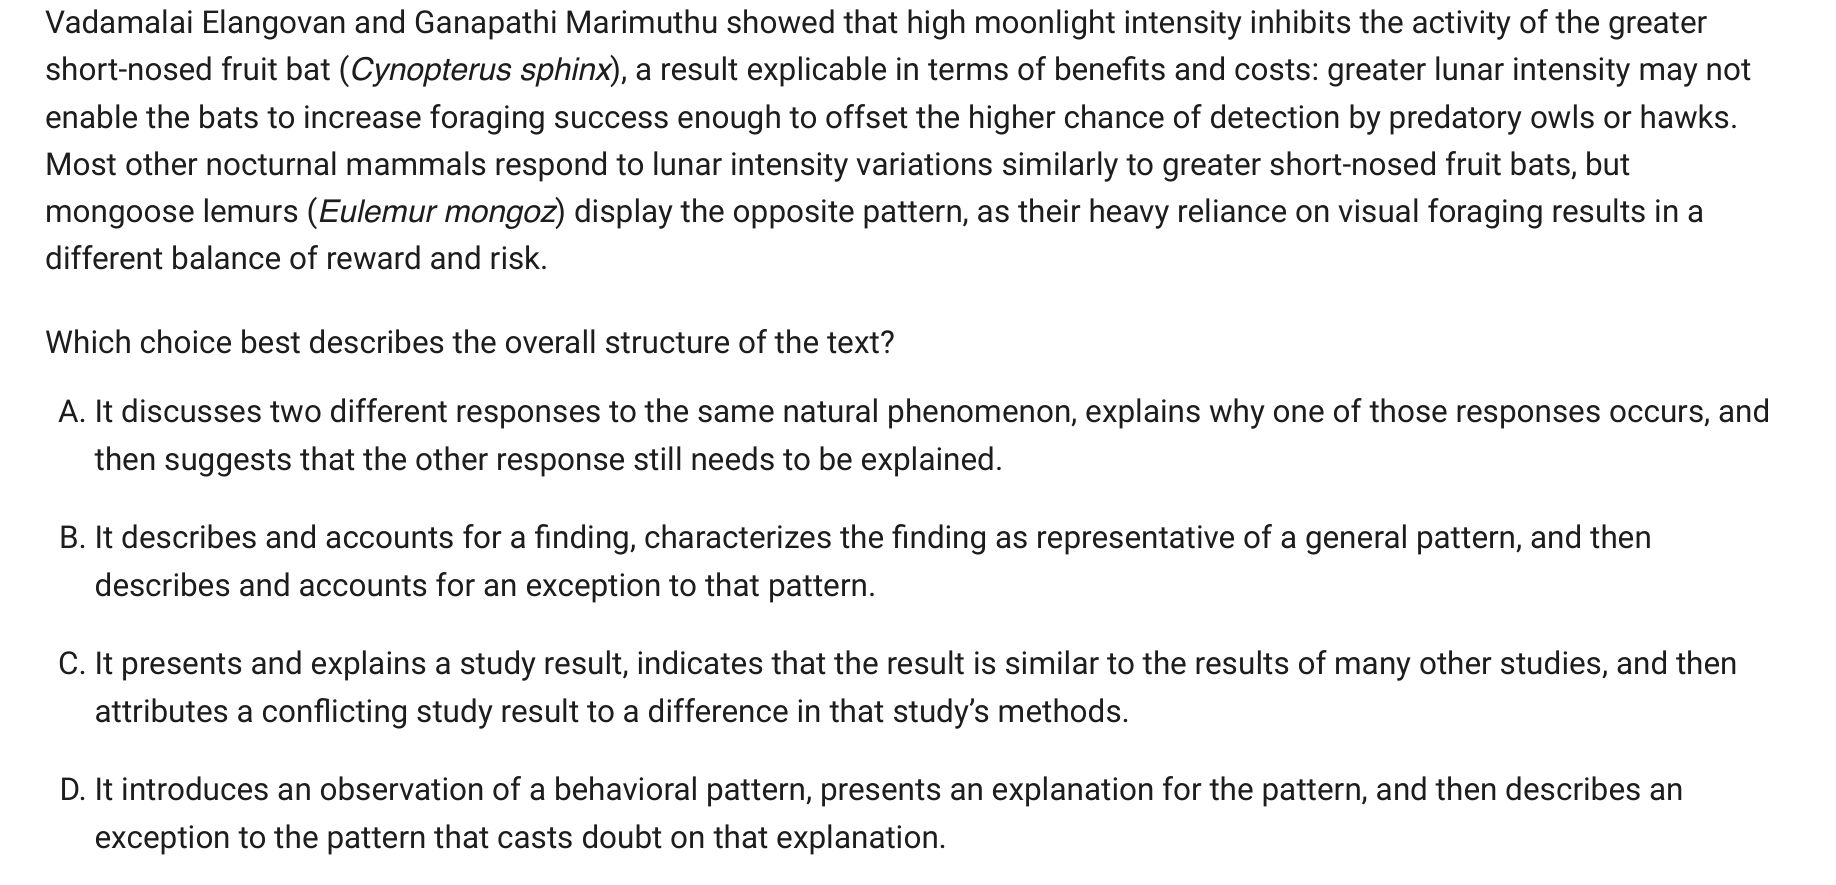 Vadamalai Elangovan and Ganapathi Marimuthu showed that high moonlight intensity inhibits the activity of the greater
short-nosed fruit bat (Cynopterus sphinx), a result explicable in terms of benefits and costs: greater lunar intensity may not
enable the bats to increase foraging success enough to offset the higher chance of detection by predatory owls or hawks.
Most other nocturnal mammals respond to lunar intensity variations similarly to greater short-nosed fruit bats, but
mongoose lemurs (Eulemur mongoz) display the opposite pattern, as their heavy reliance on visual foraging results in a
different balance of reward and risk.
Which choice best describes the overall structure of the text?
A. It discusses two different responses to the same natural phenomenon, explains why one of those responses occurs, and
then suggests that the other response still needs to be explained.
B. It describes and accounts for a finding, characterizes the finding as representative of a general pattern, and then
describes and accounts for an exception to that pattern.
C. It presents and explains a study result, indicates that the result is similar to the results of many other studies, and then
attributes a conflicting study result to a difference in that study’s methods.
D. It introduces an observation of a behavioral pattern, presents an explanation for the pattern, and then describes an
exception to the pattern that casts doubt on that explanation.